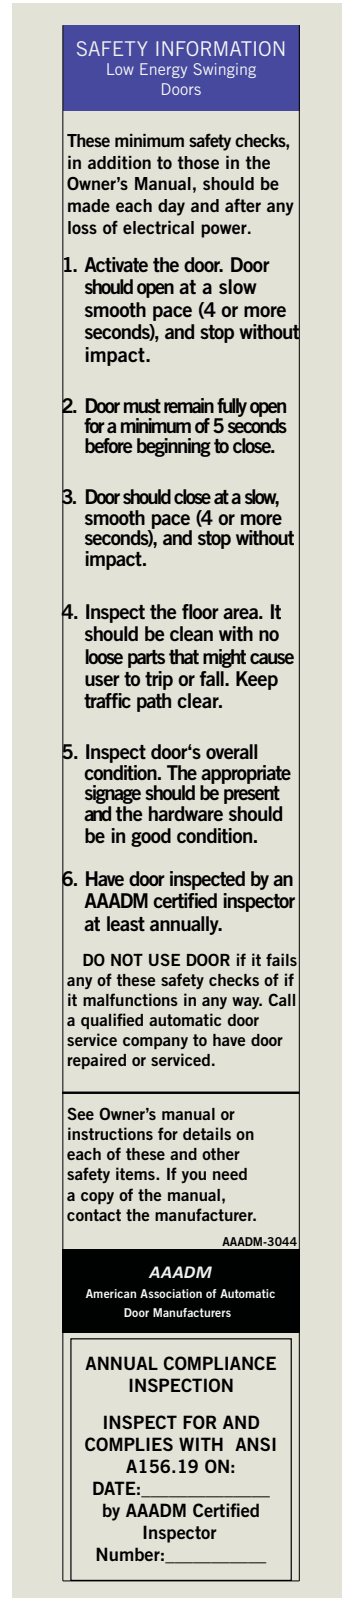 SAFETY INFORMATION
Low Energy Swinging
Doors
These minimum safety checks,
in addition to those in the
Owner's Manual, should be
made each day and after any
loss of electrical power.
1. Activate the door. Door
should open at a slow
smooth pace (4 or more
seconds), and stop without
impact.
2. Door must remain fully open
for a minimum of 5 seconds
before beginning to close.
3. Door should close at a slow,
smooth pace (4 or more
seconds), and stop without
impact.
4. Inspect the floor area. It
should be clean with no
loose parts that might cause
user to trip or fall. Keep
traffic path clear.
5. Inspect door‘s overall
condition. The appropriate
signage should be present
and the hardware should
be in good condition.
6. Have door inspected by an
AAADM certified inspector
at least annually.
DO NOT USE DOOR if it fails
any of these safety checks of if
it malfunctions in any way. Call
a qualified automatic door
service company to have door
repaired or serviced.
See Owner's manual or
instructions for details on
each of these and other
safety items. If you need
a copy of the manual,
contact the manufacturer.
AAADM-3044
AAADM
American Association of Automatic
Door Manufacturers
ANNUAL COMPLIANCE
INSPECTION
INSPECT FOR AND
COMPLIES WITH ANSI
A156.19 ON:
DATE:______________
by AAADM Certified
Inspector
Number:___________